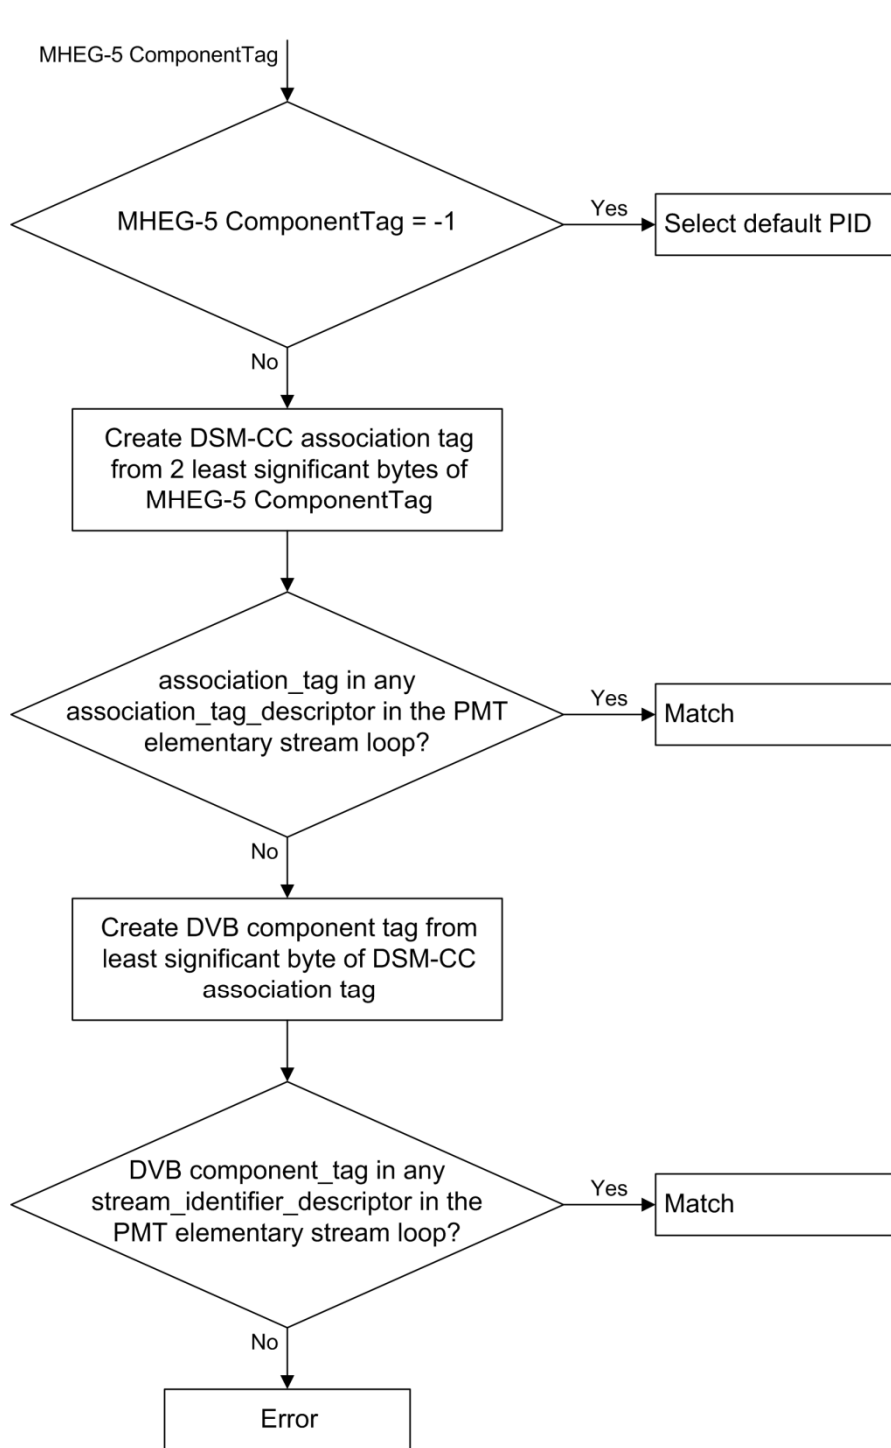 MHEG-5 ComponentTag
MHEG-5 ComponentTag = -1
Yes
Select default PID
No
Create DSM-CC association tag
from 2 least significant bytes of
MHEG-5 ComponentTag
association_tag in any
association_tag_descriptor in the PMT
elementary stream loop?
Yes
Match
No
Create DVB component tag from
least significant byte of DSM-CC
association tag
DVB component_tag in any
stream_identifier_descriptor in the
PMT elementary stream loop?
Yes
Match
No
Error